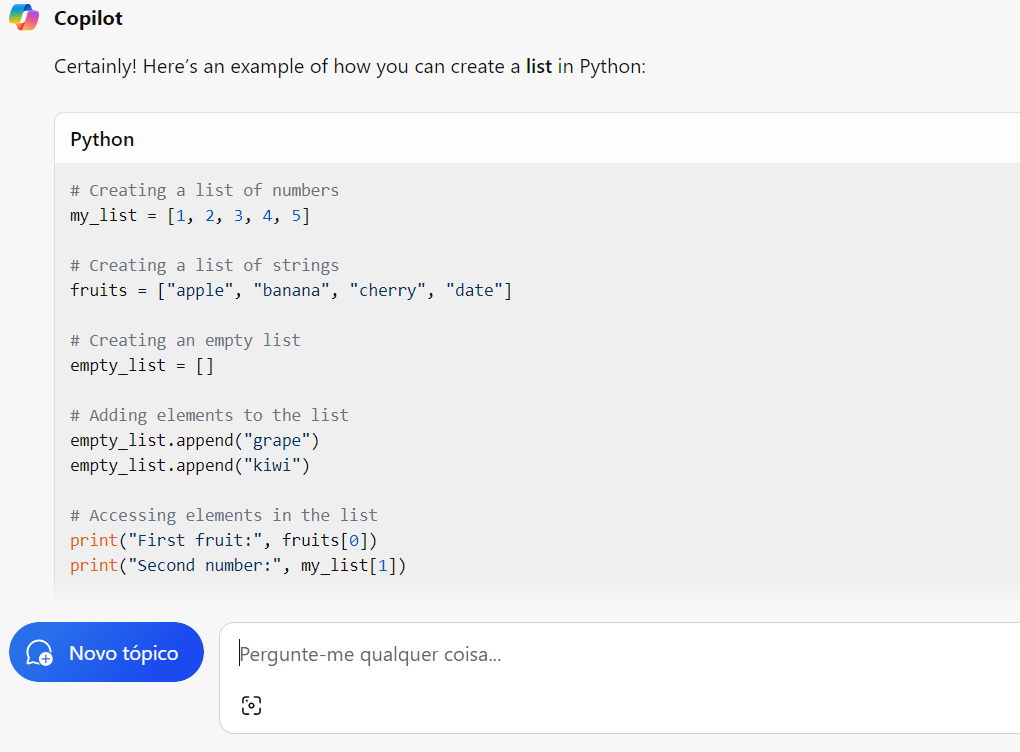 Copilot
Certainly! Here’s an example of how you can create a list in Python:
Python
# Creating a list of numbers
my_list = [1, 2, 3, 4, 5]
# Creating a list of strings
fruits = ["apple", "banana", "cherry", "date"]
# Creating an empty list
empty_list = []
# Adding elements to the list
empty_list.append("grape")
empty_list.append("kiwi")
# Accessing elements in the list
print("First fruit:", fruits[0])
print("Second number:", my_list[1])
Novo tópico
Pergunte-me qualquer coisa...